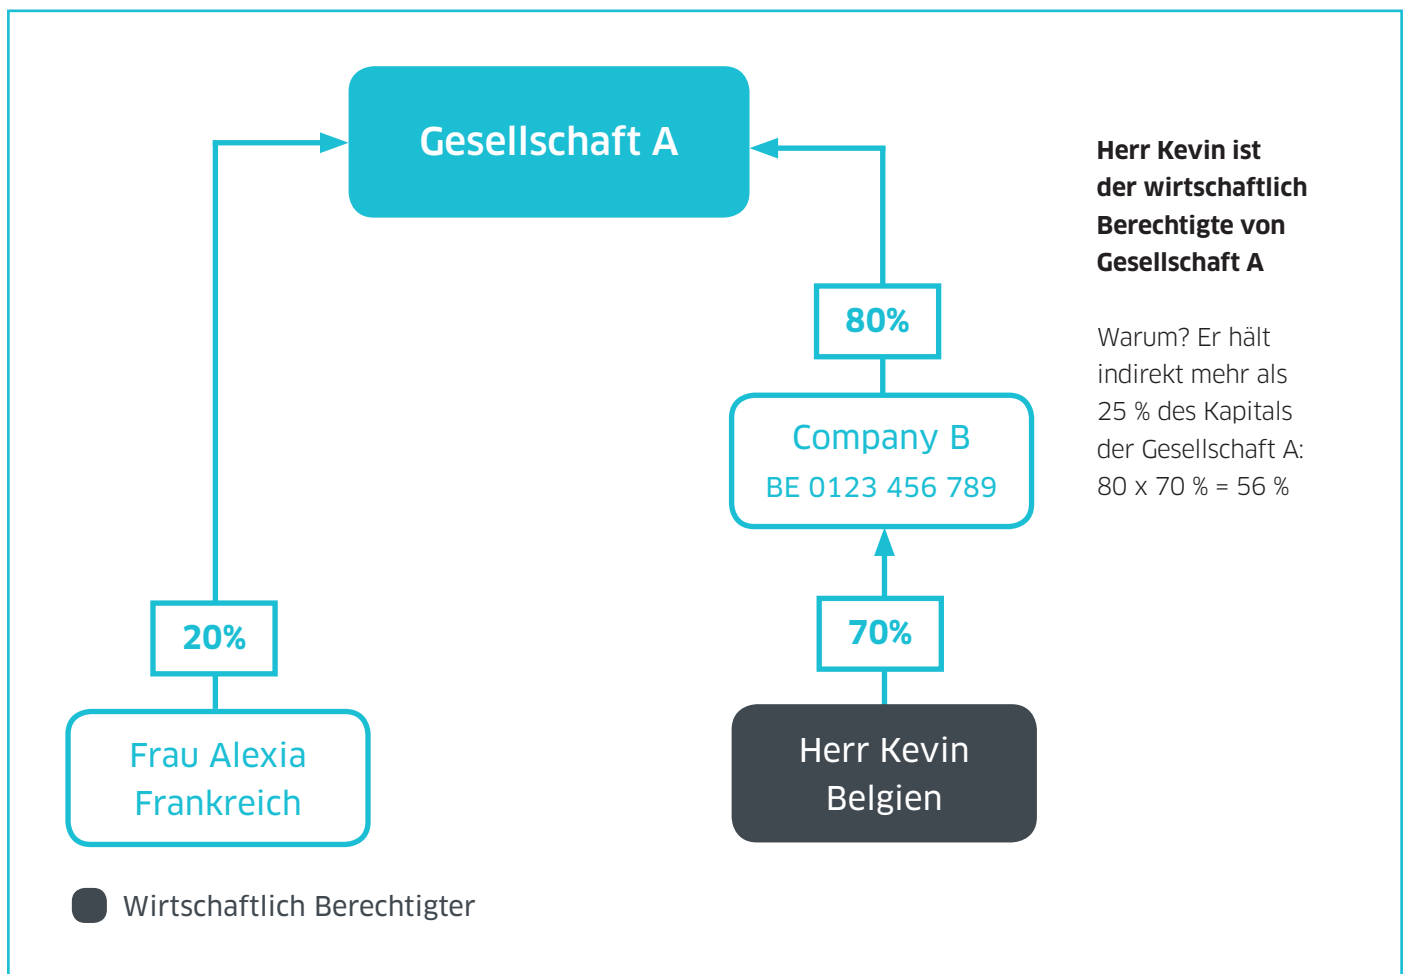 Gesellschaft A
Herr Kevin ist
der wirtschaftlich
Berechtigte von
Gesellschaft A
Warum? Er hält
indirekt mehr als
25 % des Kapitals
der Gesellschaft A:
80 x 70 % = 56 %
80%
Company B
BE 0123 456 789
20%
70%
Frau Alexia
Frankreich
Herr Kevin
Belgien
Wirtschaftlich Berechtigter